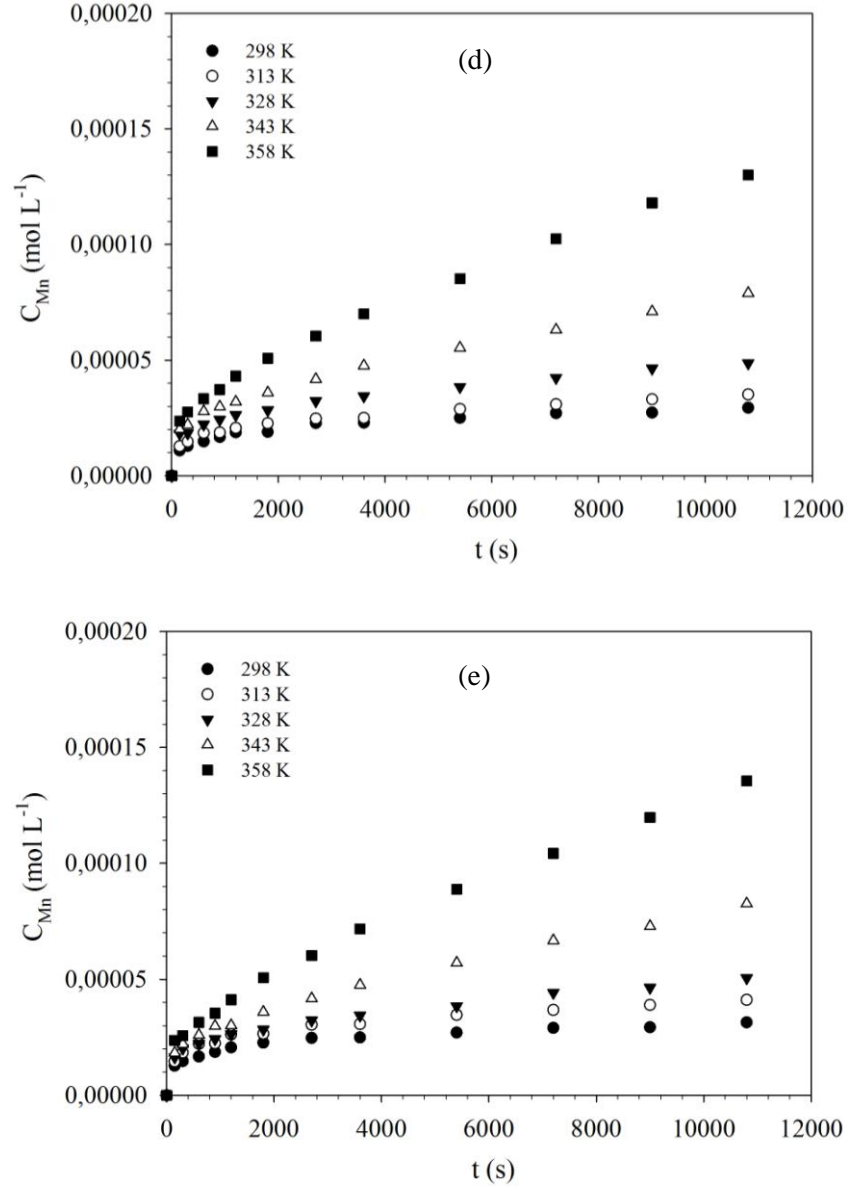 (d)
298 K
313 K
328 K
343 K
358 K
0,00020
0,00015
0,00010
0,00005
0,00000
C_Mn (mol L⁻¹)
0 2000 4000 6000 8000 10000 12000
t (s)
(e)
298 K
313 K
328 K
343 K
358 K
0,00020
0,00015
0,00010
0,00005
0,00000
C_Mn (mol L⁻¹)
0 2000 4000 6000 8000 10000 12000
t (s)